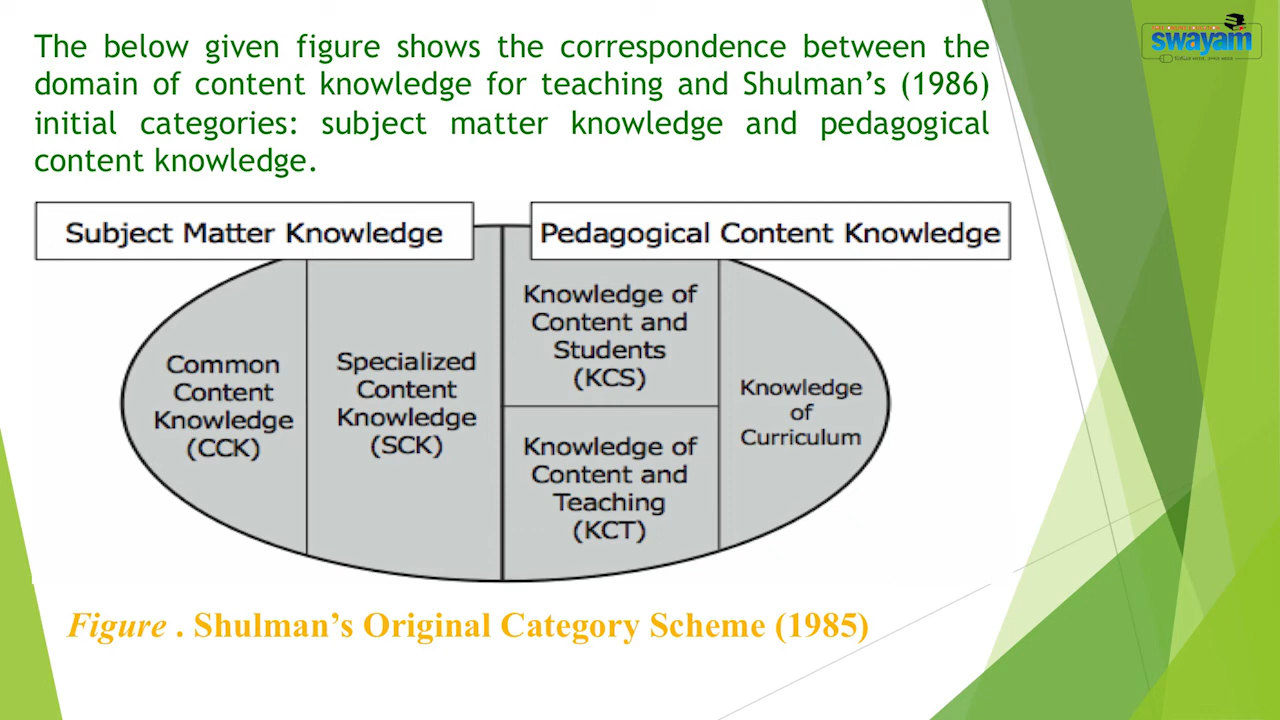 The below given figure shows the correspondence between the
domain of content knowledge for teaching and Shulman's (1986)
initial categories: subject matter knowledge and pedagogical
content knowledge.
swayam
Subject Matter Knowledge
Pedagogical Content Knowledge
Common
Content
Knowledge
(CCK)
Specialized
Content
Knowledge
(SCK)
Knowledge of
Content and
Students
(KCS)
Knowledge of
Content and
Teaching
(KCT)
Knowledge
of
Curriculum
Figure . Shulman's Original Category Scheme (1985)